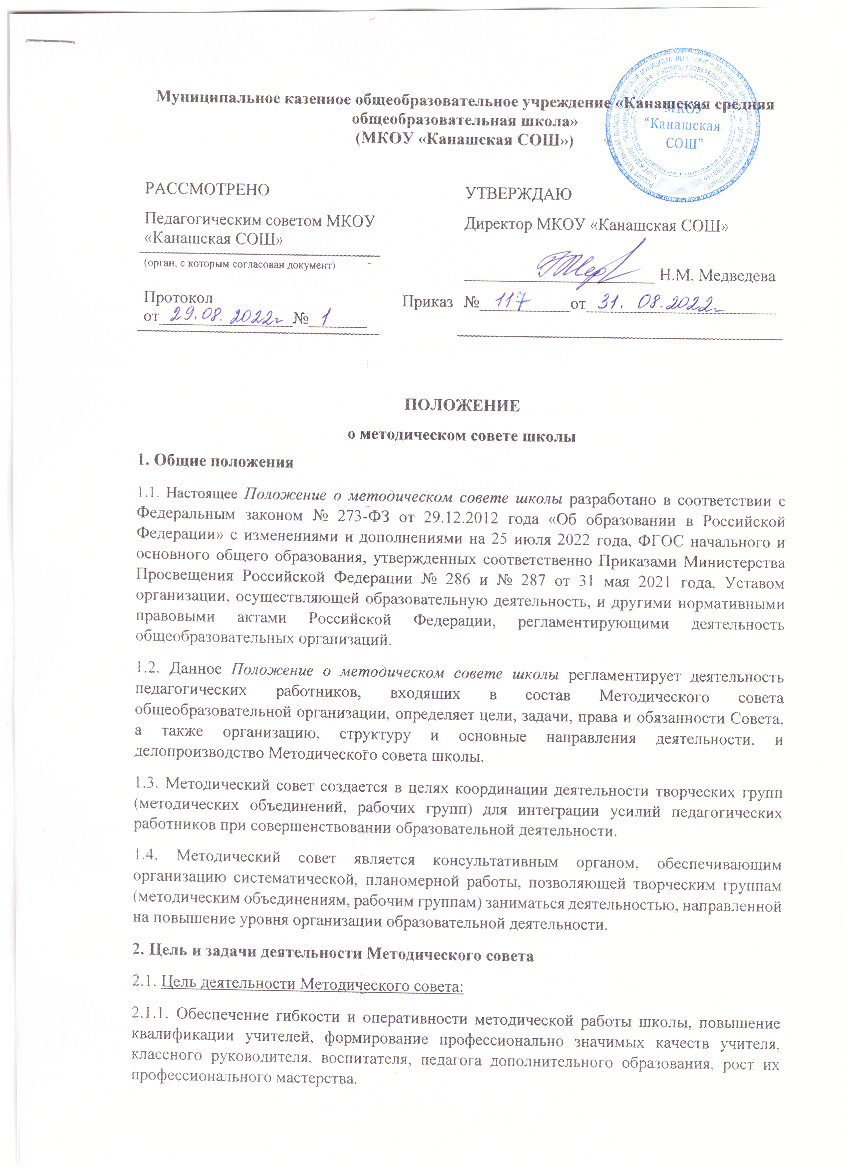 Муниципальное казенное общеобразовательное учреждение «Канашская средняя
общеобразовательная школа»
(МКОУ «Канашская СОШ»)
МКОУ
"Канашская
СОШ"
РАССМОТРЕНО
Педагогическим советом МКОУ
«Канашская СОШ»
(орган, с которым согласован документ)
Протокол
от 29.08.2022г №1
УТВЕРЖДАЮ
Директор МКОУ «Канашская СОШ»
Н.М. Медведева
Приказ № 117 от 31. 08.2022г
ПОЛОЖЕНИЕ
о методическом совете школы
1. Общие положения
1.1. Настоящее Положение о методическом совете школы разработано в соответствии с
Федеральным законом № 273-ФЗ от 29.12.2012 года «Об образовании в Российской
Федерации» с изменениями и дополнениями на 25 июля 2022 года, ФГОС начального и
основного общего образования, утвержденных соответственно Приказами Министерства
Просвещения Российской Федерации № 286 и № 287 от 31 мая 2021 года, Уставом
организации, осуществляющей образовательную деятельность, и другими нормативными
правовыми актами Российской Федерации, регламентирующими деятельность
общеобразовательных организаций.
1.2. Данное Положение о методическом совете школы регламентирует деятельность
педагогических работников, входящих в состав Методического совета
общеобразовательной организации, определяет цели, задачи, права и обязанности Совета,
а также организацию, структуру и основные направления деятельности, и
делопроизводство Методического совета школы.
1.3. Методический совет создается в целях координации деятельности творческих групп
(методических объединений, рабочих групп) для интеграции усилий педагогических
работников при совершенствовании образовательной деятельности.
1.4. Методический совет является консультативным органом, обеспечивающим
организацию систематической, планомерной работы, позволяющей творческим группам
(методическим объединениям, рабочим группам) заниматься деятельностью, направленной
на повышение уровня организации образовательной деятельности.
2. Цель и задачи деятельности Методического совета
2.1. Цель деятельности Методического совета:
2.1.1. Обеспечение гибкости и оперативности методической работы школы, повышение
квалификации учителей, формирование профессионально значимых качеств учителя,
классного руководителя, воспитателя, педагога дополнительного образования, рост их
профессионального мастерства.